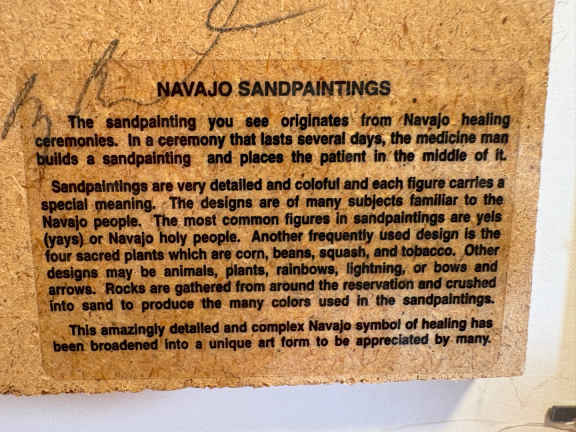 NAVAJO SANDPAINTINGS
The sandpainting you see originates from Navajo healing
ceremonies. In a ceremony that lasts several days, the medicine man
builds a sandpainting and places the patient in the middle of it.
Sandpaintings are very detailed and coloful and each figure carries a
special meaning. The designs are of many subjects familiar to the
Navajo people. The most common figures in sandpaintings are yeis
(yays) or Navajo holy people. Another frequently used design is the
four sacred plants which are corn, beans, squash, and tobacco. Other
designs may be animals, plants, rainbows, lightning, or bows and
arrows. Rocks are gathered from around the reservation and crushed
into sand to produce the many colors used in the sandpaintings.
This amazingly detailed and complex Navajo symbol of healing has
been broadened into a unique art form to be appreciated by many.